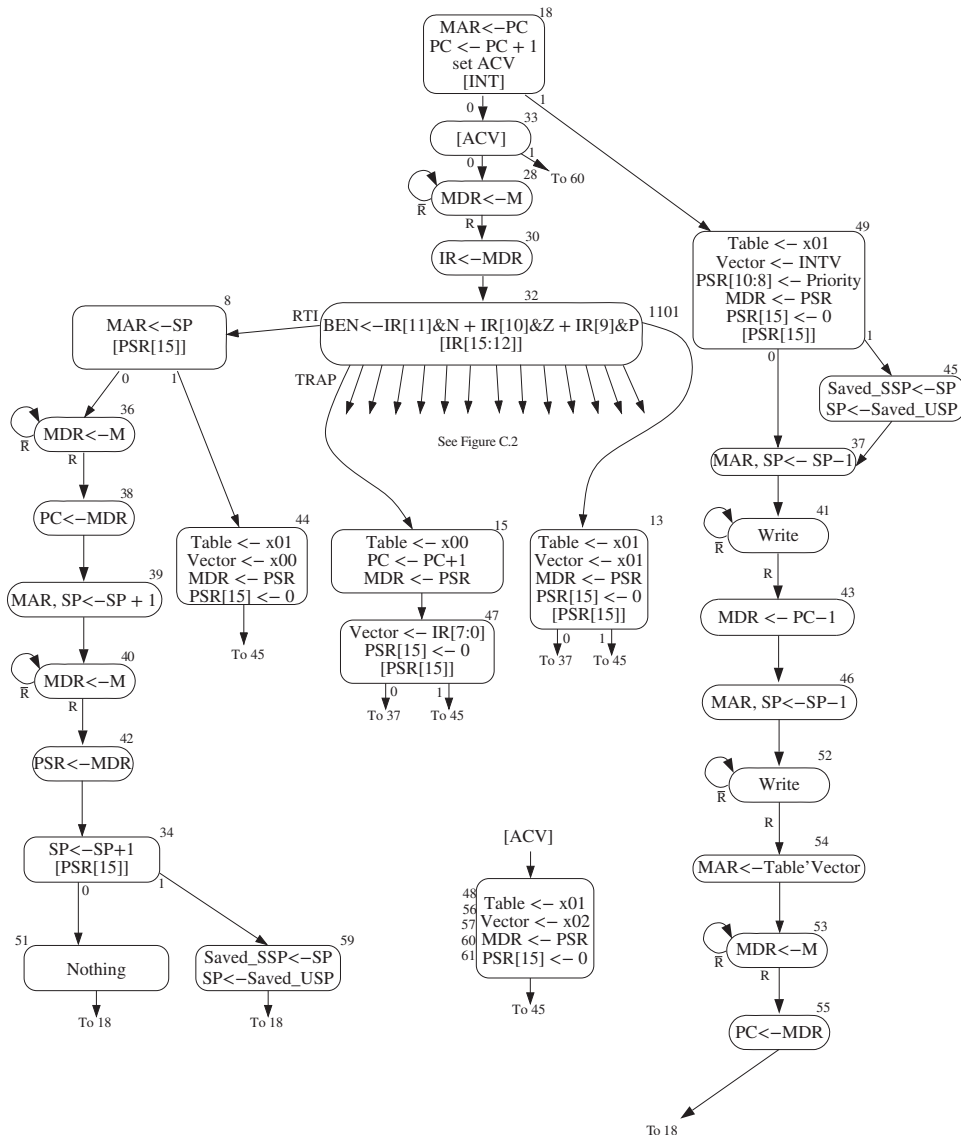 18
MAR<-PC
PC <- PC + 1
set ACV
[INT]
0
1
33
[ACV]
0
1
To 60
28
MDR<-M
R̅
R
30
IR<-MDR
32
BEN<-IR[11]&N + IR[10]&Z + IR[9]&P
[IR[15:12]]
RTI
1101
TRAP
See Figure C.2
8
MAR<-SP
[PSR[15]]
0
1
36
MDR<-M
R̅
R
38
PC<-MDR
39
MAR, SP<-SP + 1
40
MDR<-M
R̅
R
42
PSR<-MDR
34
SP<-SP+1
[PSR[15]]
0
1
51
Nothing
To 18
59
Saved_SSP<-SP
SP<-Saved_USP
To 18
44
Table <- x01
Vector <- x00
MDR <- PSR
PSR[15] <- 0
To 45
15
Table <- x00
PC <- PC+1
MDR <- PSR
47
Vector <- IR[7:0]
PSR[15] <- 0
[PSR[15]]
0
1
To 37
To 45
13
Table <- x01
Vector <- x01
MDR <- PSR
PSR[15] <- 0
[PSR[15]]
0
1
To 37
To 45
[ACV]
48
56
57
60
61
Table <- x01
Vector <- x02
MDR <- PSR
PSR[15] <- 0
To 45
49
Table <- x01
Vector <- INTV
PSR[10:8] <- Priority
MDR <- PSR
PSR[15] <- 0
[PSR[15]]
0
1
45
Saved_SSP<-SP
SP<-Saved_USP
37
MAR, SP<- SP-1
41
Write
R̅
R
43
MDR <- PC-1
46
MAR, SP<-SP-1
52
Write
R̅
R
54
MAR<-Table'Vector
53
MDR<-M
R̅
R
55
PC<-MDR
To 18